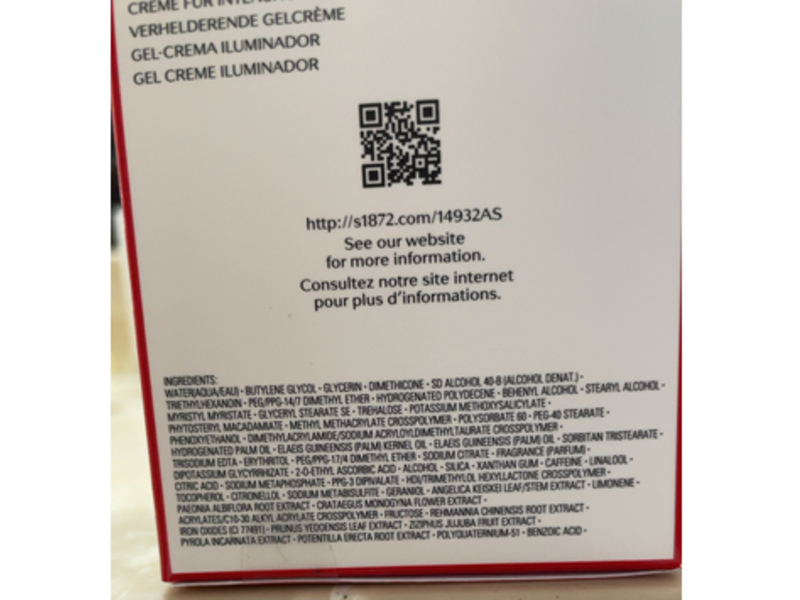 CRÈME FÜR
VERHELDERENDE GELCRÈME
GEL-CREMA ILUMINADOR
GEL CREME ILUMINADOR
http://s1872.com/14932AS
See our website
for more information.
Consultez notre site internet
pour plus d'informations.
INGREDIENTS:
WATER(AQUA/EAU)・BUTYLENE GLYCOL・GLYCERIN・DIMETHICONE・SD ALCOHOL 40-B (ALCOHOL DENAT.)・
TRIETHYLHEXANOIN・PEG/PPG-14/7 DIMETHYL ETHER・HYDROGENATED POLYDECENE・BEHENYL ALCOHOL・STEARYL ALCOHOL・
MYRISTYL MYRISTATE・GLYCERYL STEARATE SE・TREHALOSE・POTASSIUM METHOXYSALICYLATE・
PHYTOSTERYL MACADAMIATE・METHYL METHACRYLATE CROSSPOLYMER・POLYSORBATE 60・PEG-40 STEARATE・
PHENOXYETHANOL・DIMETHYLACRYLAMIDE/SODIUM ACRYLOYLDIMETHYLTAURATE CROSSPOLYMER・
HYDROGENATED PALM OIL・ELAEIS GUINEENSIS (PALM) KERNEL OIL・ELAEIS GUINEENSIS (PALM) OIL・SORBITAN TRISTEARATE・
TRISODIUM EDTA・ERYTHRITOL・PEG/PPG-17/4 DIMETHYL ETHER・SODIUM CITRATE・FRAGRANCE (PARFUM)・
DIPOTASSIUM GLYCYRRHIZATE・2-O-ETHYL ASCORBIC ACID・ALCOHOL・SILICA・XANTHAN GUM・CAFFEINE・LINALOOL・
CITRIC ACID・SODIUM METAPHOSPHATE・PPG-3 DIPIVALATE・HDI/TRIMETHYLOL HEXYLLACTONE CROSSPOLYMER・
TOCOPHEROL・CITRONELLOL・SODIUM METABISULFITE・GERANIOL・ANGELICA KEISKEI LEAF/STEM EXTRACT・LIMONENE・
PAEONIA ALBIFLORA ROOT EXTRACT・CRATAEGUS MONOGYNA FLOWER EXTRACT・
ACRYLATES/C10-30 ALKYL ACRYLATE CROSSPOLYMER・FRUCTOSE・REHMANNIA CHINENSIS ROOT EXTRACT・
IRON OXIDES (CI 77491)・PRUNUS YEDOENSIS LEAF EXTRACT・ZIZIPHUS JUJUBA FRUIT EXTRACT・
PYROLA INCARNATA EXTRACT・POTENTILLA ERECTA ROOT EXTRACT・POLYQUATERNIUM-51・BENZOIC ACID・